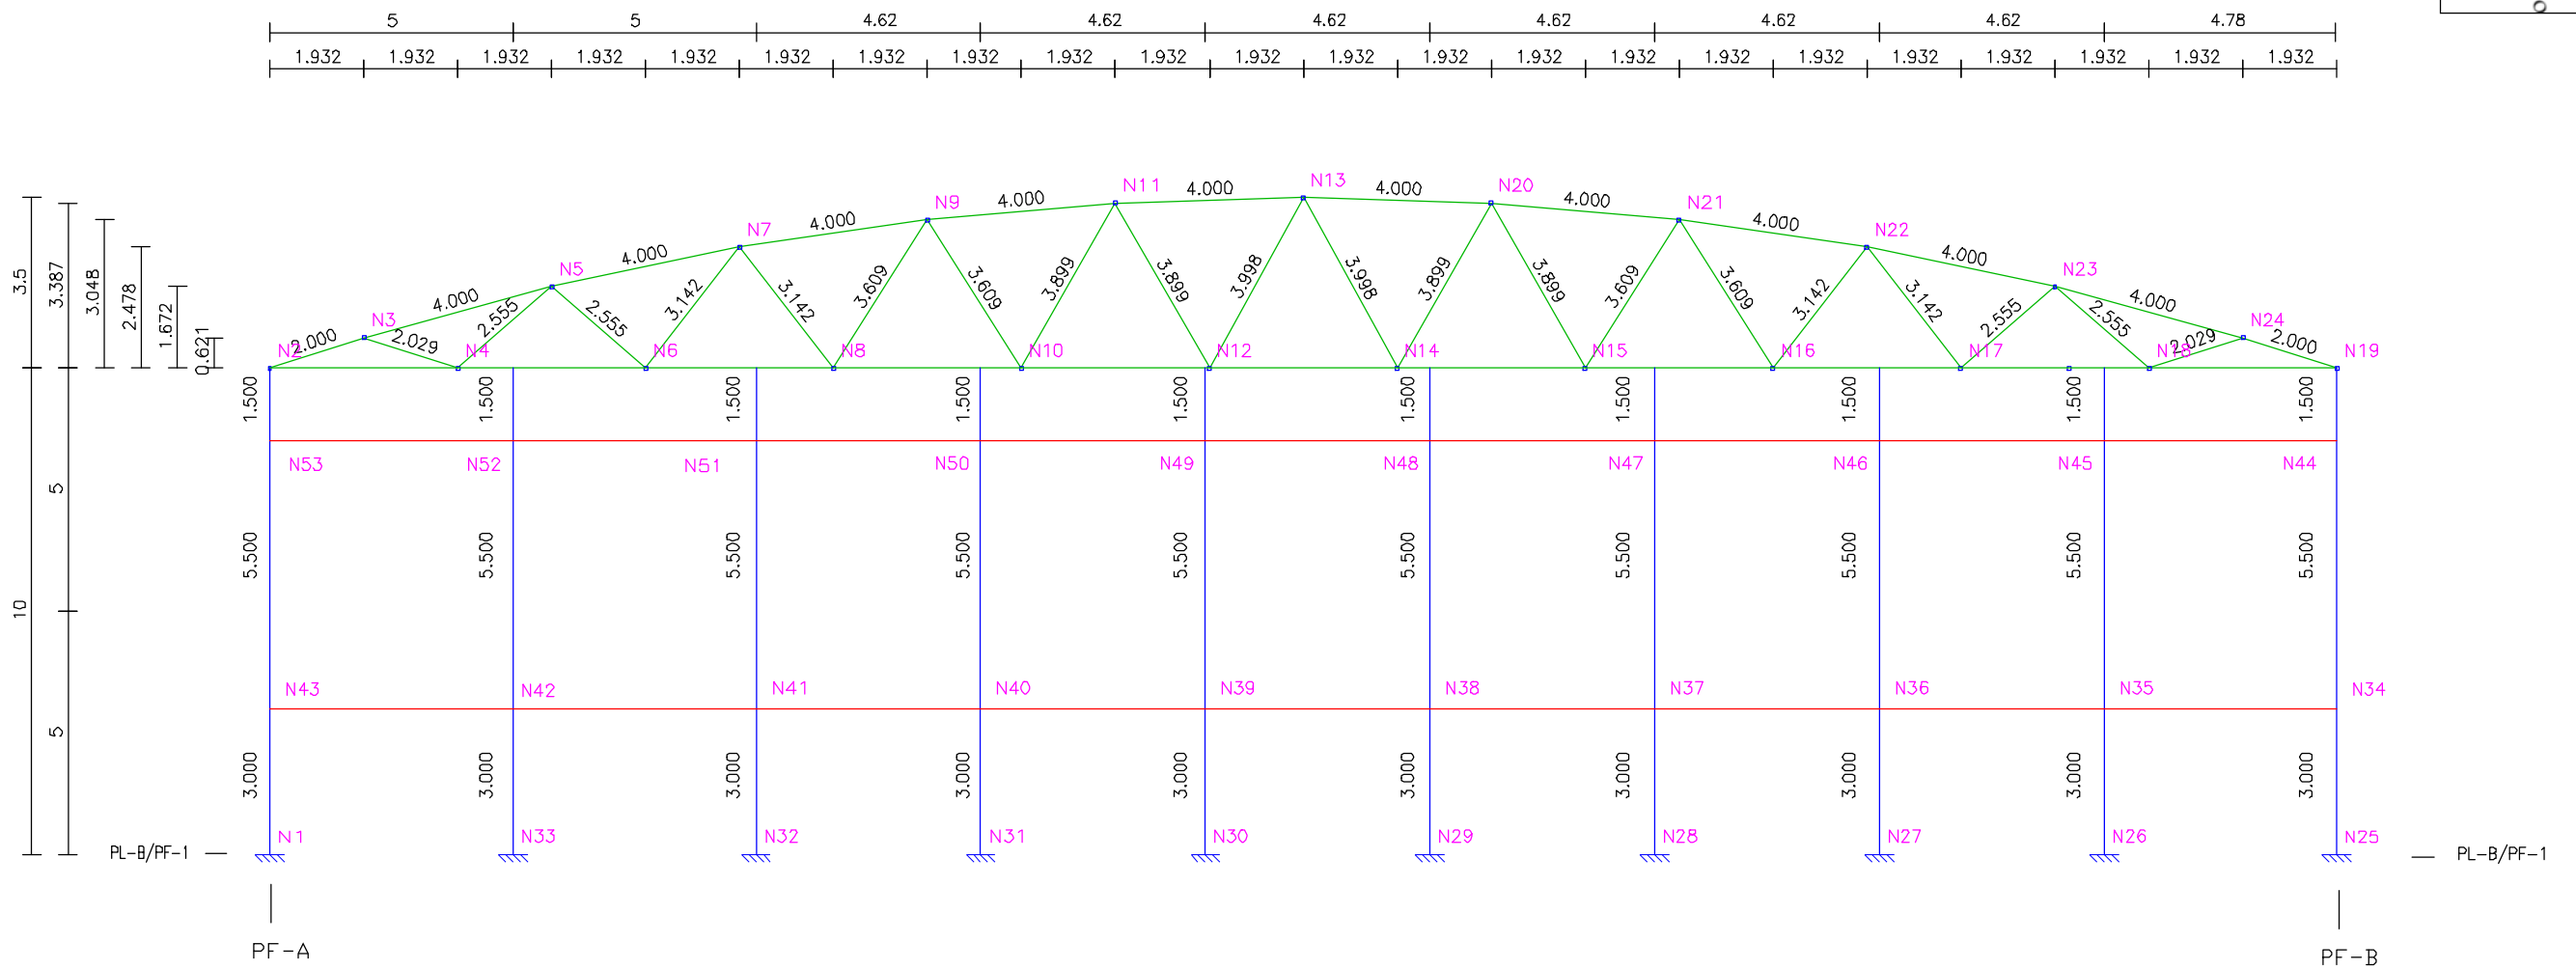 5 5 4.62 4.62 4.62 4.62 4.62 4.62 4.78
1.932 1.932 1.932 1.932 1.932 1.932 1.932 1.932 1.932 1.932 1.932 1.932 1.932 1.932 1.932 1.932 1.932 1.932 1.932 1.932 1.932 1.932
3.5 3.387 3.048 2.478 1.672 0.621
N2 N3 N4 N5 N6 N7 N8 N9 N10 N11 N12 N13 N14 N20 N15 N21 N16 N22 N17 N23 N18 N24 N19
2.000 4.000 4.000 4.000 4.000 4.000 4.000 4.000 4.000 4.000 4.000 2.000
2.029 2.555 2.555 3.142 3.142 3.609 3.609 3.899 3.899 3.998 3.998 3.899 3.899 3.609 3.609 3.142 3.142 2.555 2.555 2.029
1.500 1.500 1.500 1.500 1.500 1.500 1.500 1.500 1.500 1.500
N53 N52 N51 N50 N49 N48 N47 N46 N45 N44
10 5 5
5.500 5.500 5.500 5.500 5.500 5.500 5.500 5.500 5.500 5.500
N43 N42 N41 N40 N39 N38 N37 N36 N35 N34
3.000 3.000 3.000 3.000 3.000 3.000 3.000 3.000 3.000 3.000
N1 N33 N32 N31 N30 N29 N28 N27 N26 N25
PL-B/PF-1 PL-B/PF-1
PF-A PF-B